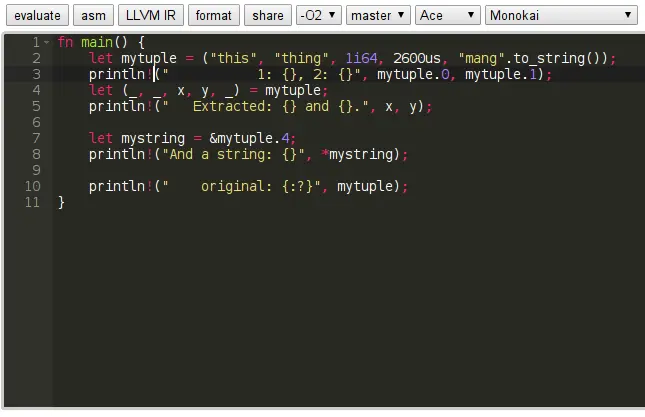 evaluate asm LLVM IR format share -O2 master Ace Monokai
1 fn main() {
2     let mytuple = ("this", "thing", 1i64, 2600us, "mang".to_string());
3     println!("           1: {}, 2: {}", mytuple.0, mytuple.1);
4     let (_, _, x, y, _) = mytuple;
5     println!("   Extracted: {} and {}.", x, y);
6
7     let mystring = &mytuple.4;
8     println!("And a string: {}", *mystring);
9
10     println!("    original: {:?}", mytuple);
11 }